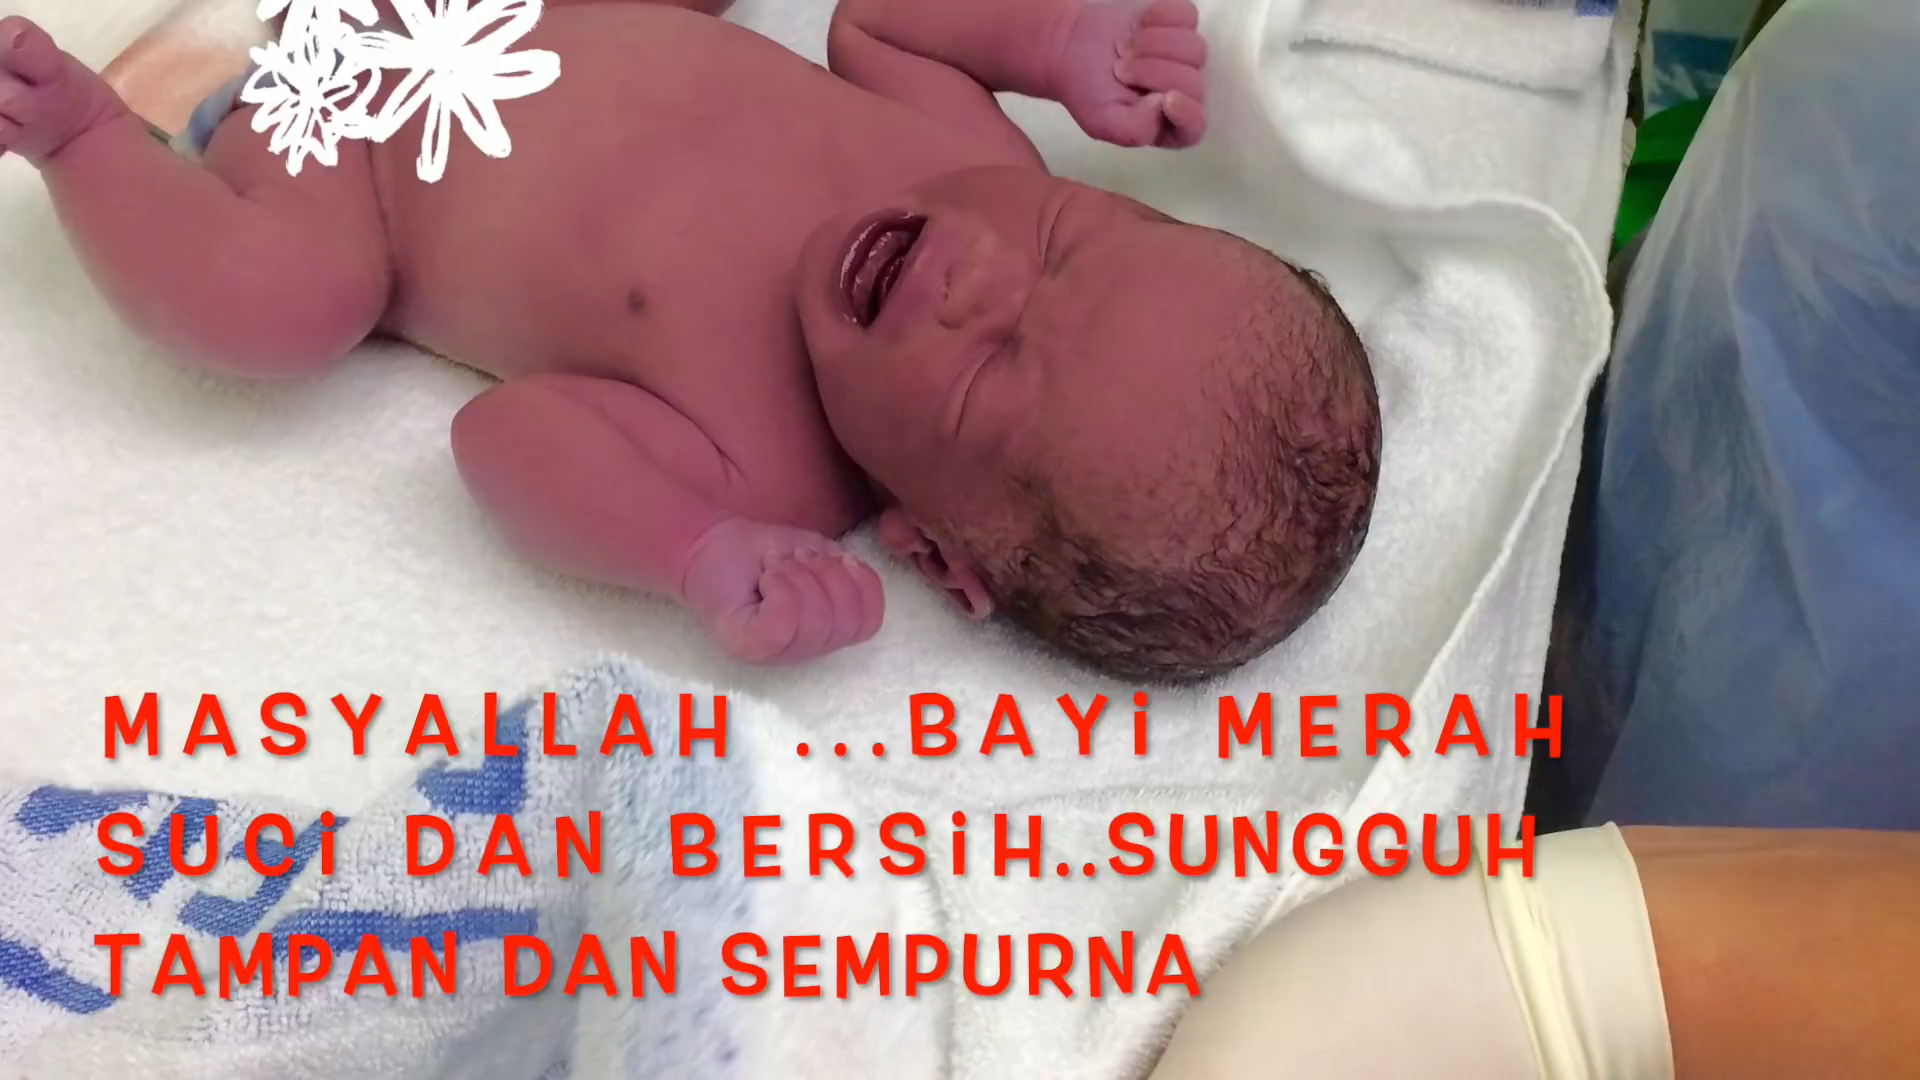 MASYALLAH ...BAYi MERAH
SUCi DAN BERSiH..SUNGGUH
TAMPAN DAN SEMPURNA